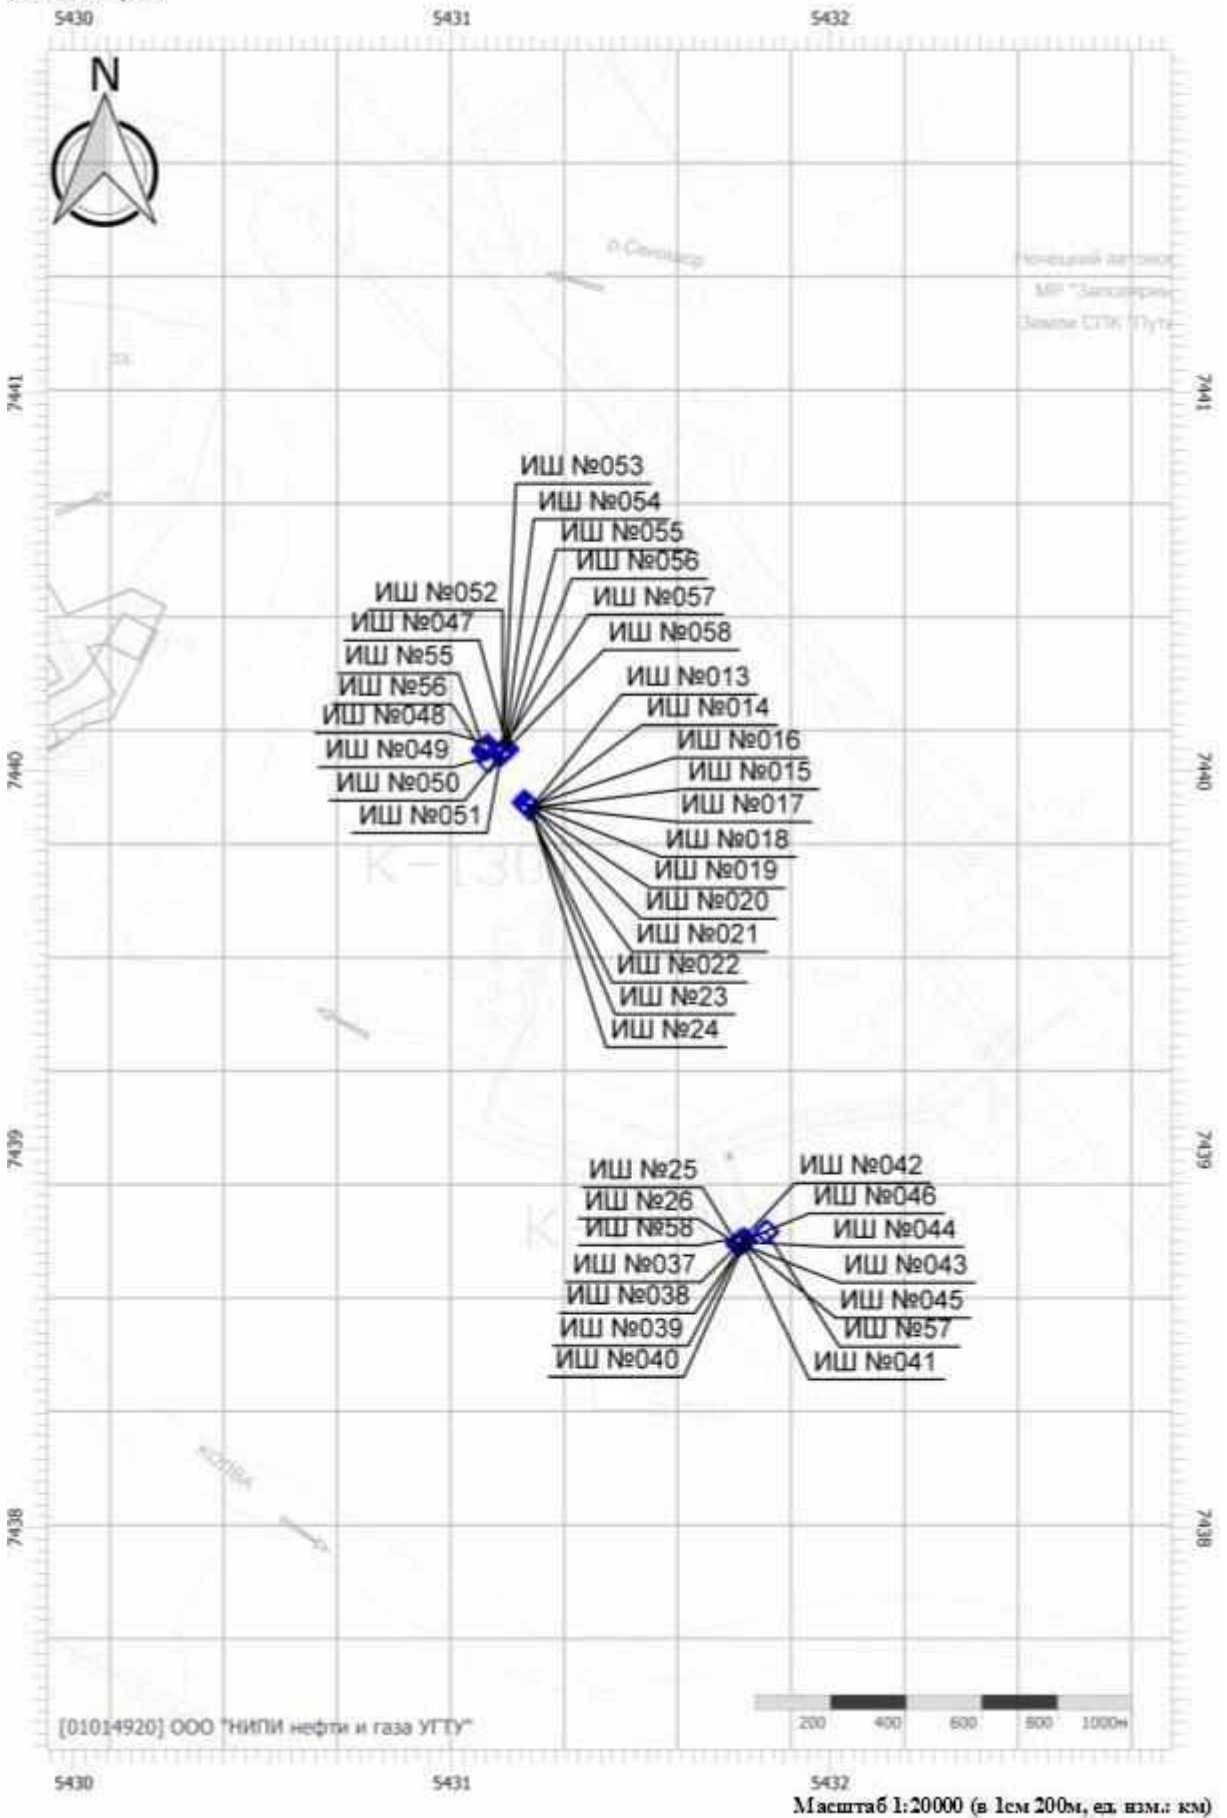 5430 5431 5432
N
р.Сенюшор
7441 7441
ИШ №053
ИШ №054
ИШ №055
ИШ №056
ИШ №052
ИШ №057
ИШ №047
ИШ №058
ИШ №55
ИШ №56
ИШ №013
ИШ №048
ИШ №014
ИШ №049
ИШ №016
7440 7440
ИШ №050
ИШ №015
ИШ №051
ИШ №017
ИШ №018
К-130
ИШ №019
ИШ №020
ИШ №021
ИШ №022
ИШ №23
ИШ №24
7439 7439
ИШ №25
ИШ №042
ИШ №26
ИШ №046
ИШ №58
ИШ №044
ИШ №037
ИШ №043
ИШ №038
ИШ №045
ИШ №039
ИШ №57
ИШ №040
ИШ №041
КОЛВА
7438 7438
200 400 600 800 1000м
[01014920] ООО "НИПИ нефти и газа УГТУ"
5430 5431 5432
Масштаб 1:20000 (в 1см 200м, ед. изм.: км)